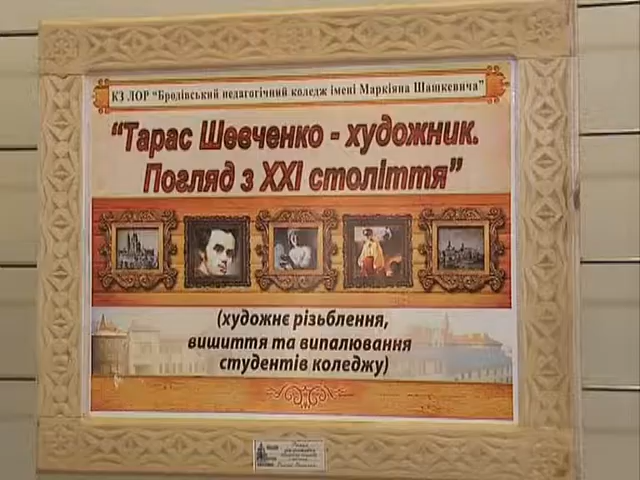 КЗ ЛОР "Бродівський педагогічний коледж імені Маркіяна Шашкевича"
"Тарас Шевченко - художник.
Погляд з ХХІ століття"
(художнє різьблення,
вишиття та випалювання
студентів коледжу)